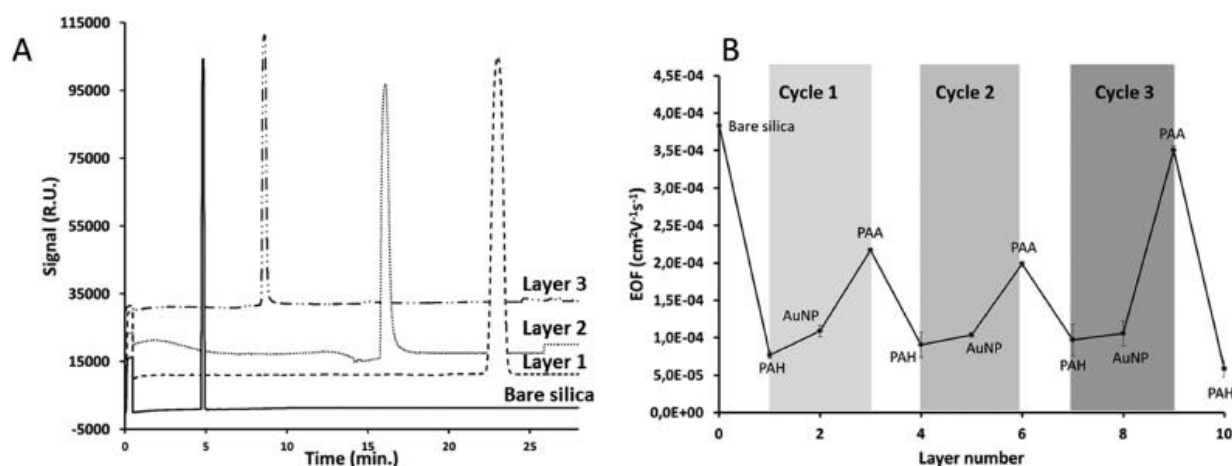 A
115000
95000
75000
55000
35000
15000
-5000
Signal (R.U.)
Layer 3
Layer 2
Layer 1
Bare silica
0
5
10
15
20
25
Time (min.)
B
4,5E-04
4,0E-04
3,5E-04
3,0E-04
2,5E-04
2,0E-04
1,5E-04
1,0E-04
5,0E-05
0,0E+00
EOF (cm²V⁻¹s⁻¹)
Cycle 1
Cycle 2
Cycle 3
Bare silica
PAH
AuNP
PAA
PAH
AuNP
PAA
PAH
AuNP
PAA
PAH
0
2
4
6
8
10
Layer number